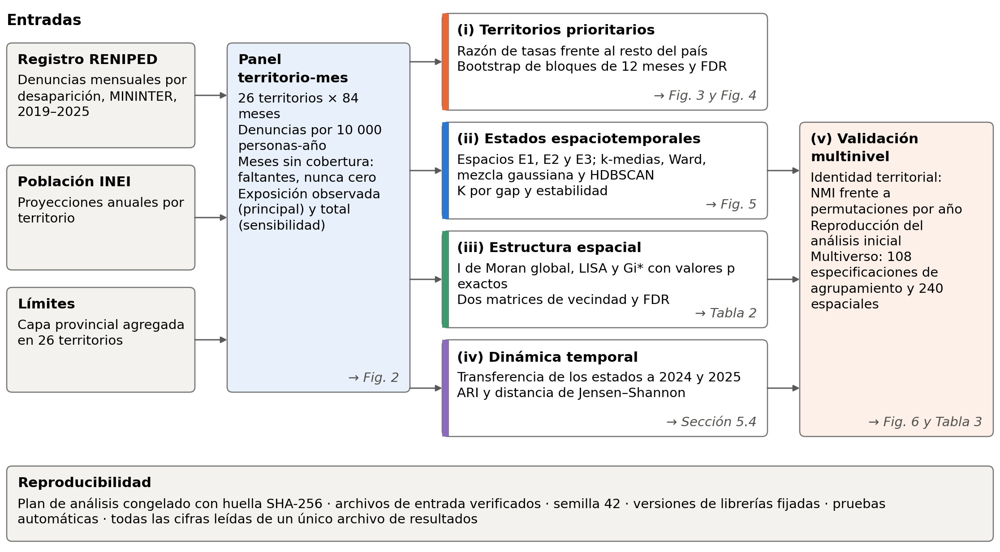 Entradas
Registro RENIPED
Denuncias mensuales por
desaparición, MININTER,
2019–2025
Población INEI
Proyecciones anuales por
territorio
Límites
Capa provincial agregada
en 26 territorios
Panel
territorio-mes
26 territorios × 84
meses
Denuncias por 10 000
personas-año
Meses sin cobertura:
faltantes, nunca cero
Exposición observada
(principal) y total
(sensibilidad)
→ Fig. 2
(i) Territorios prioritarios
Razón de tasas frente al resto del país
Bootstrap de bloques de 12 meses y FDR
→ Fig. 3 y Fig. 4
(ii) Estados espaciotemporales
Espacios E1, E2 y E3; k-medias, Ward,
mezcla gaussiana y HDBSCAN
K por gap y estabilidad
→ Fig. 5
(iii) Estructura espacial
I de Moran global, LISA y Gi* con valores p
exactos
Dos matrices de vecindad y FDR
→ Tabla 2
(iv) Dinámica temporal
Transferencia de los estados a 2024 y 2025
ARI y distancia de Jensen–Shannon
→ Sección 5.4
(v) Validación
multinivel
Identidad territorial:
NMI frente a
permutaciones por año
Reproducción del
análisis inicial
Multiverso: 108
especificaciones de
agrupamiento y 240
espaciales
→ Fig. 6 y Tabla 3
Reproducibilidad
Plan de análisis congelado con huella SHA-256 · archivos de entrada verificados · semilla 42 · versiones de librerías fijadas · pruebas
automáticas · todas las cifras leídas de un único archivo de resultados